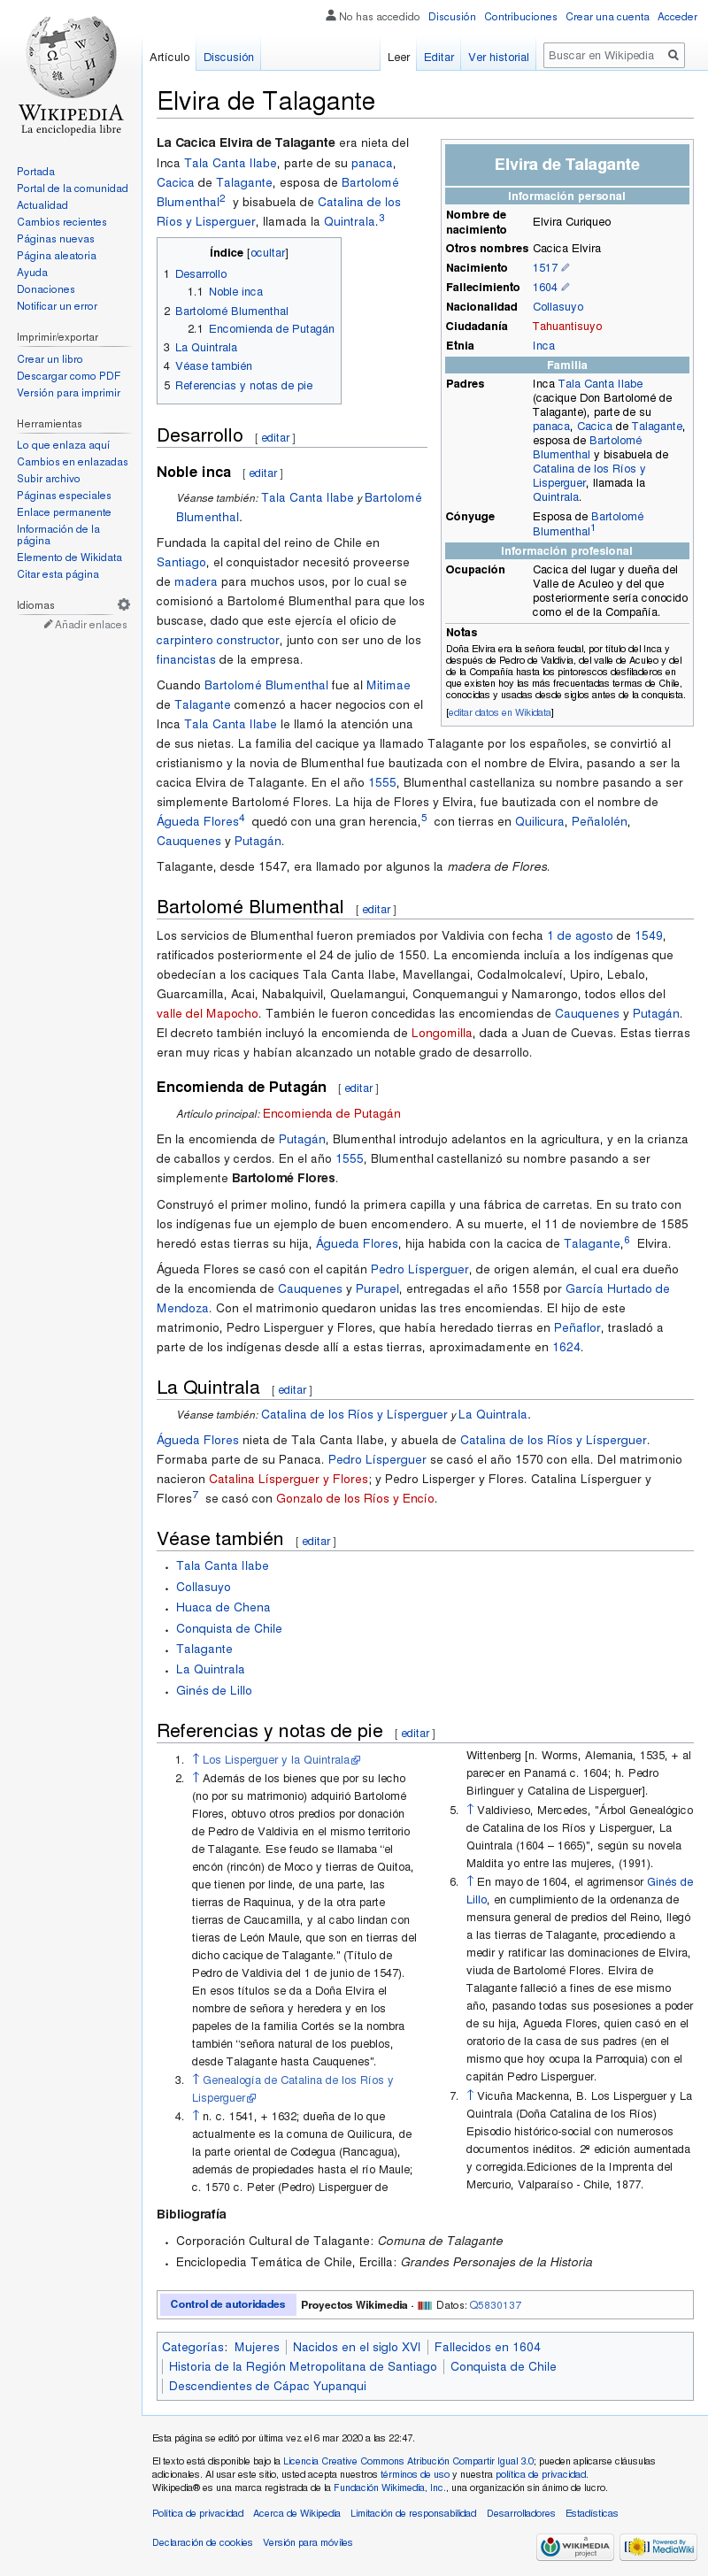 No has accedido Discusión Contribuciones Crear una cuenta Acceder
Artículo Discusión Leer Editar Ver historial Buscar en Wikipedia
WIKIPEDIA
La enciclopedia libre
Portada
Portal de la comunidad
Actualidad
Cambios recientes
Páginas nuevas
Página aleatoria
Ayuda
Donaciones
Notificar un error
Imprimir/exportar
Crear un libro
Descargar como PDF
Versión para imprimir
Herramientas
Lo que enlaza aquí
Cambios en enlazadas
Subir archivo
Páginas especiales
Enlace permanente
Información de la
página
Elemento de Wikidata
Citar esta página
Idiomas
Añadir enlaces
Elvira de Talagante
La Cacica Elvira de Talagante era nieta del
Inca Tala Canta Ilabe, parte de su panaca,
Cacica de Talagante, esposa de Bartolomé
Blumenthal2 y bisabuela de Catalina de los
Ríos y Lisperguer, llamada la Quintrala.3
Índice [ocultar]
1 Desarrollo
1.1 Noble inca
2 Bartolomé Blumenthal
2.1 Encomienda de Putagán
3 La Quintrala
4 Véase también
5 Referencias y notas de pie
Elvira de Talagante
Información personal
Nombre de
nacimiento
Elvira Curiqueo
Otros nombres Cacica Elvira
Nacimiento 1517
Fallecimiento 1604
Nacionalidad Collasuyo
Ciudadanía Tahuantisuyo
Etnia Inca
Familia
Padres Inca Tala Canta Ilabe
(cacique Don Bartolomé de
Talagante), parte de su
panaca, Cacica de Talagante,
esposa de Bartolomé
Blumenthal y bisabuela de
Catalina de los Ríos y
Lisperguer, llamada la
Quintrala.
Cónyuge Esposa de Bartolomé
Blumenthal1
Información profesional
Ocupación Cacica del lugar y dueña del
Valle de Aculeo y del que
posteriormente sería conocido
como el de la Compañía.
Notas
Doña Elvira era la señora feudal, por título del Inca y
después de Pedro de Valdivia, del valle de Aculeo y del
de la Compañía hasta los pintorescos desfiladeros en
que existen hoy las más frecuentadas termas de Chile,
conocidas y usadas desde siglos antes de la conquista.
[editar datos en Wikidata]
Desarrollo [ editar ]
Noble inca [ editar ]
Véanse también: Tala Canta Ilabe y Bartolomé
Blumenthal.
Fundada la capital del reino de Chile en
Santiago, el conquistador necesitó proveerse
de madera para muchos usos, por lo cual se
comisionó a Bartolomé Blumenthal para que los
buscase, dado que este ejercía el oficio de
carpintero constructor, junto con ser uno de los
financistas de la empresa.
Cuando Bartolomé Blumenthal fue al Mitimae
de Talagante comenzó a hacer negocios con el
Inca Tala Canta Ilabe le llamó la atención una
de sus nietas. La familia del cacique ya llamado Talagante por los españoles, se convirtió al
cristianismo y la novia de Blumenthal fue bautizada con el nombre de Elvira, pasando a ser la
cacica Elvira de Talagante. En el año 1555, Blumenthal castellaniza su nombre pasando a ser
simplemente Bartolomé Flores. La hija de Flores y Elvira, fue bautizada con el nombre de
Águeda Flores4 quedó con una gran herencia,5 con tierras en Quilicura, Peñalolén,
Cauquenes y Putagán.
Talagante, desde 1547, era llamado por algunos la madera de Flores.
Bartolomé Blumenthal [ editar ]
Los servicios de Blumenthal fueron premiados por Valdivia con fecha 1 de agosto de 1549,
ratificados posteriormente el 24 de julio de 1550. La encomienda incluía a los indígenas que
obedecían a los caciques Tala Canta Ilabe, Mavellangai, Codalmolcaleví, Upiro, Lebalo,
Guarcamilla, Acai, Nabalquivil, Quelamangui, Conquemangui y Namarongo, todos ellos del
valle del Mapocho. También le fueron concedidas las encomiendas de Cauquenes y Putagán.
El decreto también incluyó la encomienda de Longomilla, dada a Juan de Cuevas. Estas tierras
eran muy ricas y habían alcanzado un notable grado de desarrollo.
Encomienda de Putagán [ editar ]
Artículo principal: Encomienda de Putagán
En la encomienda de Putagán, Blumenthal introdujo adelantos en la agricultura, y en la crianza
de caballos y cerdos. En el año 1555, Blumenthal castellanizó su nombre pasando a ser
simplemente Bartolomé Flores.
Construyó el primer molino, fundó la primera capilla y una fábrica de carretas. En su trato con
los indígenas fue un ejemplo de buen encomendero. A su muerte, el 11 de noviembre de 1585
heredó estas tierras su hija, Águeda Flores, hija habida con la cacica de Talagante,6 Elvira.
Águeda Flores se casó con el capitán Pedro Lísperguer, de origen alemán, el cual era dueño
de la encomienda de Cauquenes y Purapel, entregadas el año 1558 por García Hurtado de
Mendoza. Con el matrimonio quedaron unidas las tres encomiendas. El hijo de este
matrimonio, Pedro Lisperguer y Flores, que había heredado tierras en Peñaflor, trasladó a
parte de los indígenas desde allí a estas tierras, aproximadamente en 1624.
La Quintrala [ editar ]
Véanse también: Catalina de los Ríos y Lísperguer y La Quintrala.
Águeda Flores nieta de Tala Canta Ilabe, y abuela de Catalina de los Ríos y Lísperguer.
Formaba parte de su Panaca. Pedro Lísperguer se casó el año 1570 con ella. Del matrimonio
nacieron Catalina Lísperguer y Flores; y Pedro Lisperger y Flores. Catalina Lísperguer y
Flores7 se casó con Gonzalo de los Ríos y Encío.
Véase también [ editar ]
Tala Canta Ilabe
Collasuyo
Huaca de Chena
Conquista de Chile
Talagante
La Quintrala
Ginés de Lillo
Referencias y notas de pie [ editar ]
1. ↑ Los Lisperguer y la Quintrala
2. ↑ Además de los bienes que por su lecho
(no por su matrimonio) adquirió Bartolomé
Flores, obtuvo otros predios por donación
de Pedro de Valdivia en el mismo territorio
de Talagante. Ese feudo se llamaba "el
encón (rincón) de Moco y tierras de Quitoa,
que tienen por linde, de una parte, las
tierras de Raquinua, y de la otra parte
tierras de Caucamilla, y al cabo lindan con
tieras de León Maule, que son en tierras del
dicho cacique de Talagante." (Título de
Pedro de Valdivia del 1 de junio de 1547).
En esos títulos se da a Doña Elvira el
nombre de señora y heredera y en los
papeles de la familia Cortés se la nombra
también ''señora natural de los pueblos,
desde Talagante hasta Cauquenes".
3. ↑ Genealogía de Catalina de los Ríos y
Lisperguer
4. ↑ n. c. 1541, + 1632; dueña de lo que
actualmente es la comuna de Quilicura, de
la parte oriental de Codegua (Rancagua),
además de propiedades hasta el río Maule;
c. 1570 c. Peter (Pedro) Lisperguer de
Wittenberg [n. Worms, Alemania, 1535, + al
parecer en Panamá c. 1604; h. Pedro
Birlinguer y Catalina de Lisperguer].
5. ↑ Valdivieso, Mercedes, "Árbol Genealógico
de Catalina de los Ríos y Lisperguer, La
Quintrala (1604 – 1665)", según su novela
Maldita yo entre las mujeres, (1991).
6. ↑ En mayo de 1604, el agrimensor Ginés de
Lillo, en cumplimiento de la ordenanza de
mensura general de predios del Reino, llegó
a las tierras de Talagante, procediendo a
medir y ratificar las dominaciones de Elvira,
viuda de Bartolomé Flores. Elvira de
Talagante falleció a fines de ese mismo
año, pasando todas sus posesiones a poder
de su hija, Agueda Flores, quien casó en el
oratorio de la casa de sus padres (en el
mismo que hoy ocupa la Parroquia) con el
capitán Pedro Lisperguer.
7. ↑ Vicuña Mackenna, B. Los Lisperguer y La
Quintrala (Doña Catalina de los Ríos)
Episodio histórico-social con numerosos
documentos inéditos. 2ª edición aumentada
y corregida.Ediciones de la Imprenta del
Mercurio, Valparaíso - Chile, 1877.
Bibliografía
Corporación Cultural de Talagante: Comuna de Talagante
Enciclopedia Temática de Chile, Ercilla: Grandes Personajes de la Historia
Control de autoridades Proyectos Wikimedia · Datos: Q5830137
Categorías: Mujeres Nacidos en el siglo XVI Fallecidos en 1604
Historia de la Región Metropolitana de Santiago Conquista de Chile
Descendientes de Cápac Yupanqui
Esta página se editó por última vez el 6 mar 2020 a las 22:47.
El texto está disponible bajo la Licencia Creative Commons Atribución Compartir Igual 3.0; pueden aplicarse cláusulas
adicionales. Al usar este sitio, usted acepta nuestros términos de uso y nuestra política de privacidad.
Wikipedia® es una marca registrada de la Fundación Wikimedia, Inc., una organización sin ánimo de lucro.
Política de privacidad Acerca de Wikipedia Limitación de responsabilidad Desarrolladores Estadísticas
Declaración de cookies Versión para móviles
A WIKIMEDIA project
Powered By MediaWiki